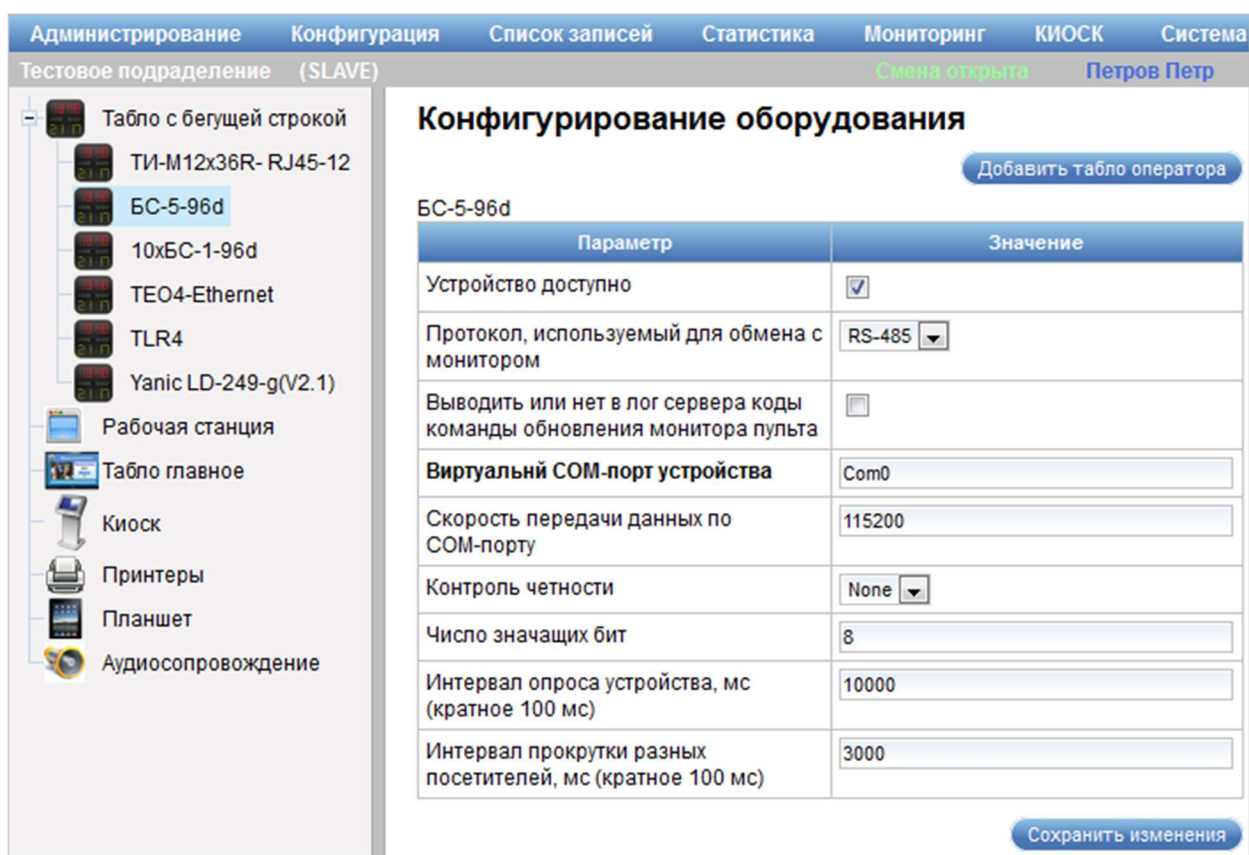 Администрирование Конфигурация Список записей Статистика Мониторинг КИОСК Система
Тестовое подраделение (SLAVE) Смена открыта Петров Петр
Табло с бегущей строкой
ТИ-M12x36R- RJ45-12
БС-5-96d
10xБС-1-96d
TEO4-Ethernet
TLR4
Yanic LD-249-g(V2.1)
Рабочая станция
Табло главное
Киоск
Принтеры
Планшет
Аудиосопровождение
Конфигурирование оборудования
Добавить табло оператора
БС-5-96d
Параметр Значение
Устройство доступно
Протокол, используемый для обмена с
монитором
RS-485
Выводить или нет в лог сервера коды
команды обновления монитора пульта
Виртуальнй COM-порт устройства
Com0
Скорость передачи данных по
COM-порту
115200
Контроль четности
None
Число значащих бит
8
Интервал опроса устройства, мс
(кратное 100 мс)
10000
Интервал прокрутки разных
посетителей, мс (кратное 100 мс)
3000
Сохранить изменения